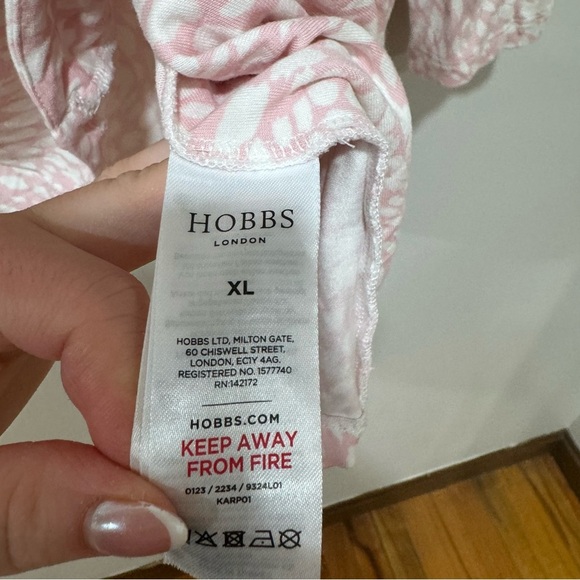 HOBBS
LONDON
XL
HOBBS LTD, MILTON GATE,
60 CHISWELL STREET,
LONDON, EC1Y 4AG.
REGISTERED NO. 1577740
RN:142172
HOBBS.COM
KEEP AWAY
FROM FIRE
0123 / 2234 / 9324L01
KARP01